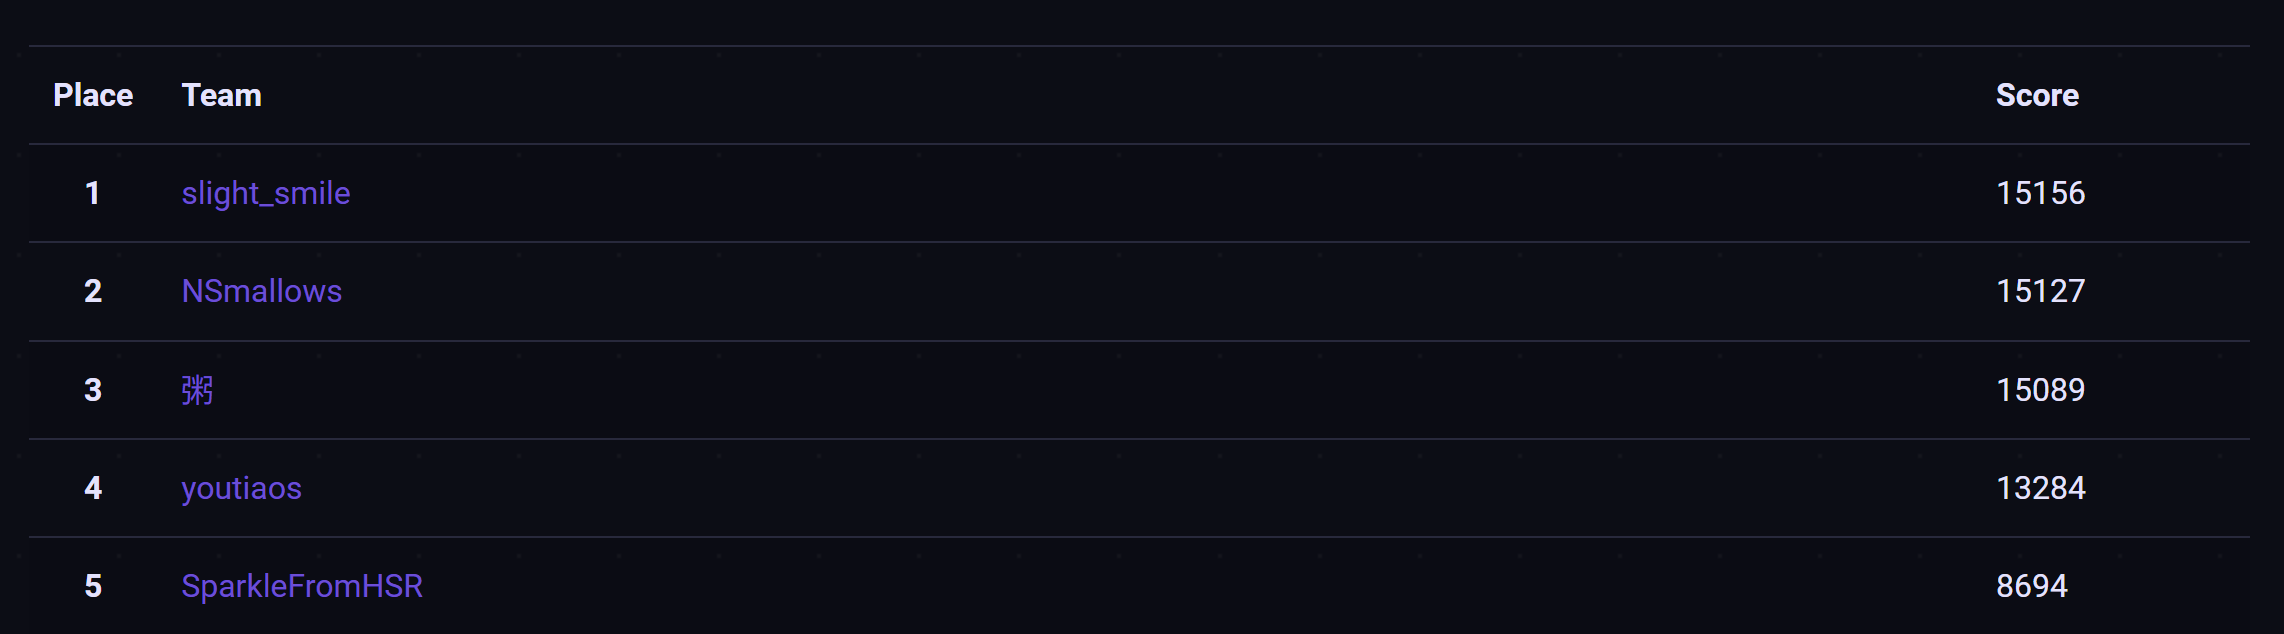 Place Team Score
1 slight_smile 15156
2 NSmallows 15127
3 粥 15089
4 youtiaos 13284
5 SparkleFromHSR 8694